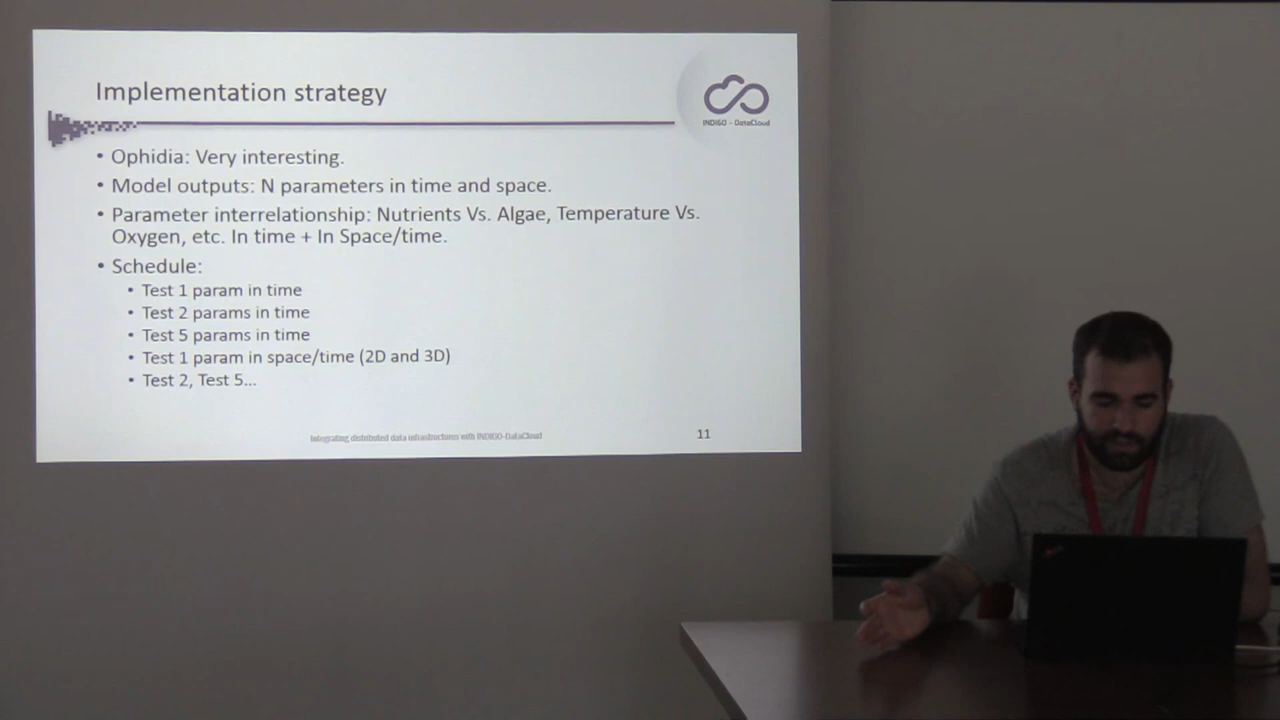 Implementation strategy
INDIGO - DataCloud
• Ophidia: Very interesting.
• Model outputs: N parameters in time and space.
• Parameter interrelationship: Nutrients Vs. Algae, Temperature Vs.
Oxygen, etc. In time + In Space/time.
• Schedule:
• Test 1 param in time
• Test 2 params in time
• Test 5 params in time
• Test 1 param in space/time (2D and 3D)
• Test 2, Test 5...
Integrating distributed data infrastructures with INDIGO-DataCloud
11